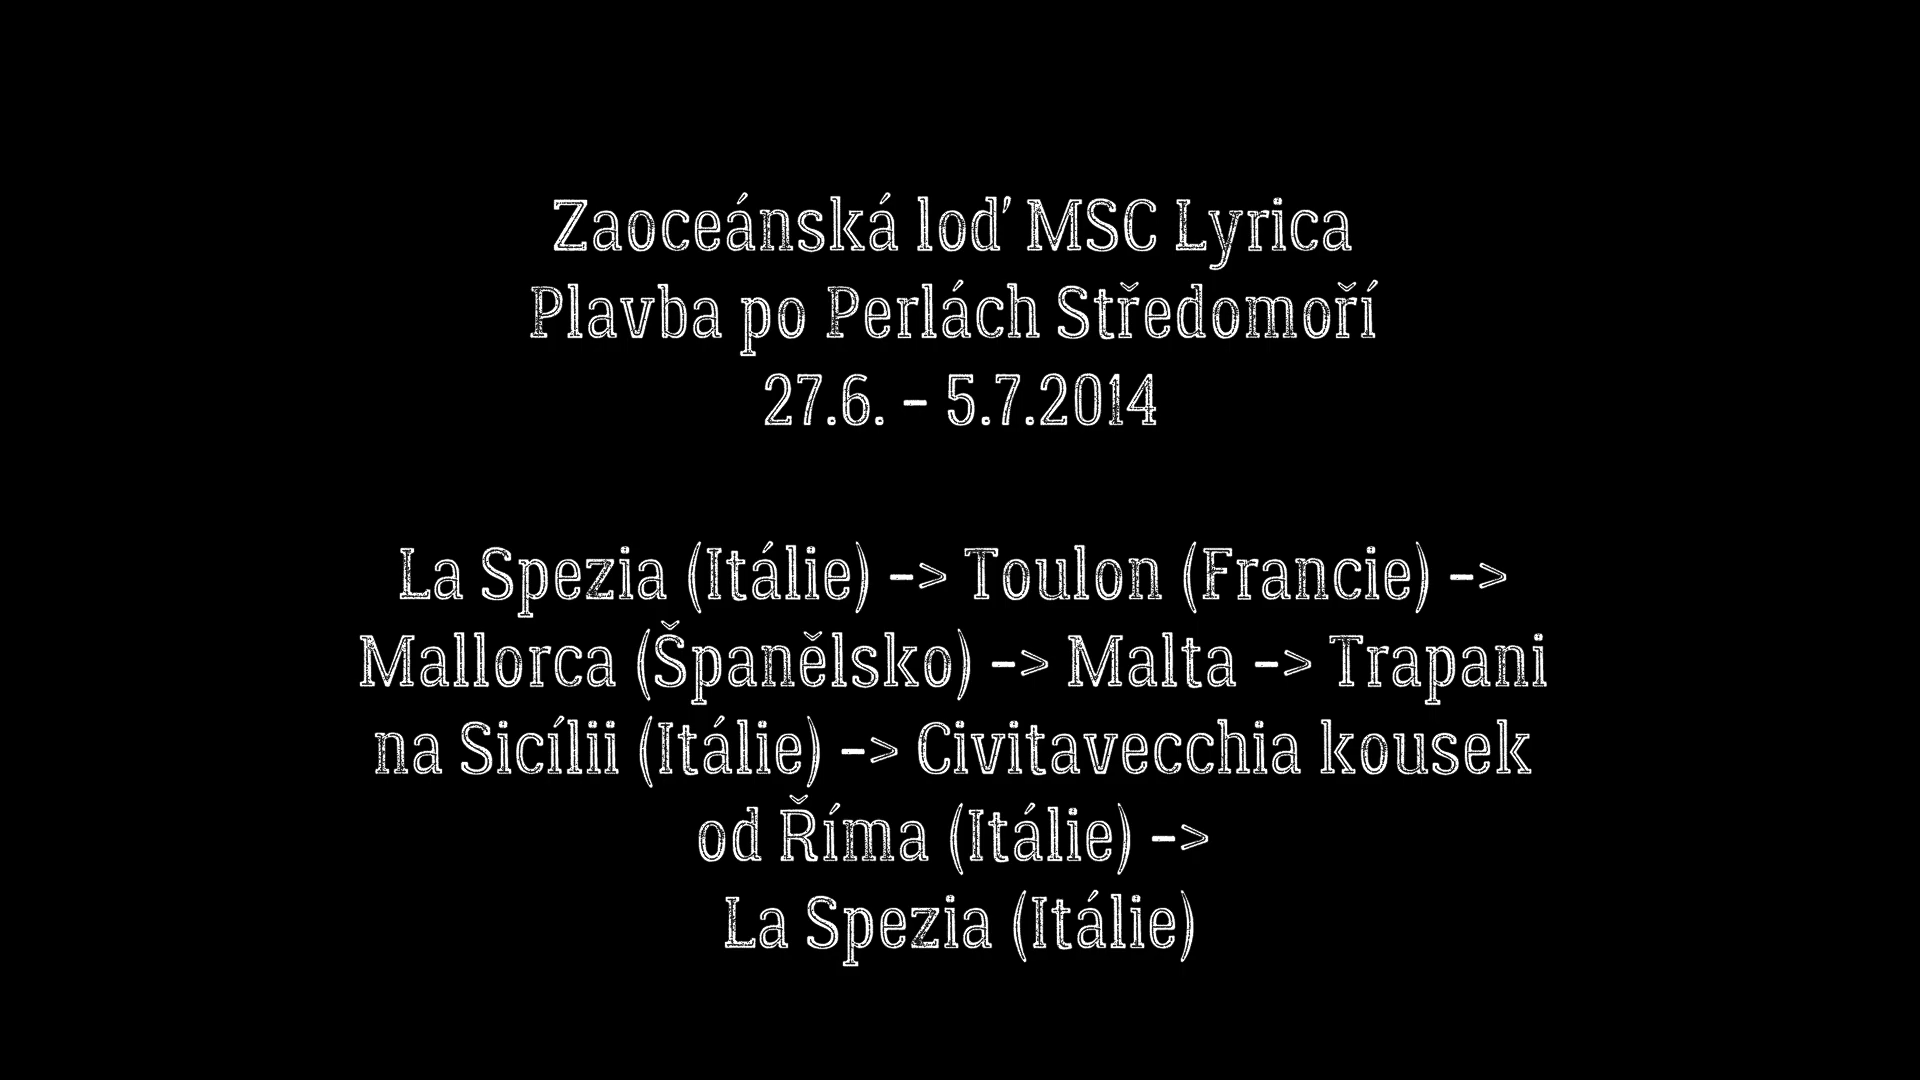 Zaoceánská loď MSC Lyrica
Plavba po Perlách Středomoří
27.6. - 5.7.2014
La Spezia (Itálie) -> Toulon (Francie) ->
Mallorca (Španělsko) -> Malta -> Trapani
na Sicílii (Itálie) -> Civitavecchia kousek
od Říma (Itálie) ->
La Spezia (Itálie)